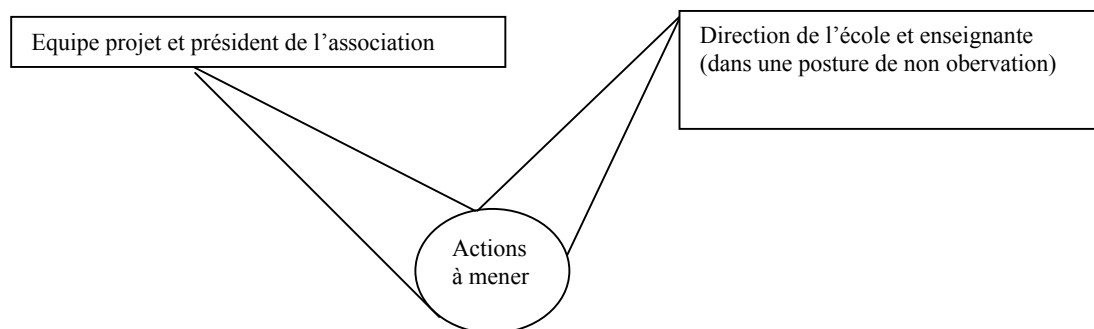 Equipe projet et président de l’association
Direction de l’école et enseignante
(dans une posture de non obervation)
Actions
à mener